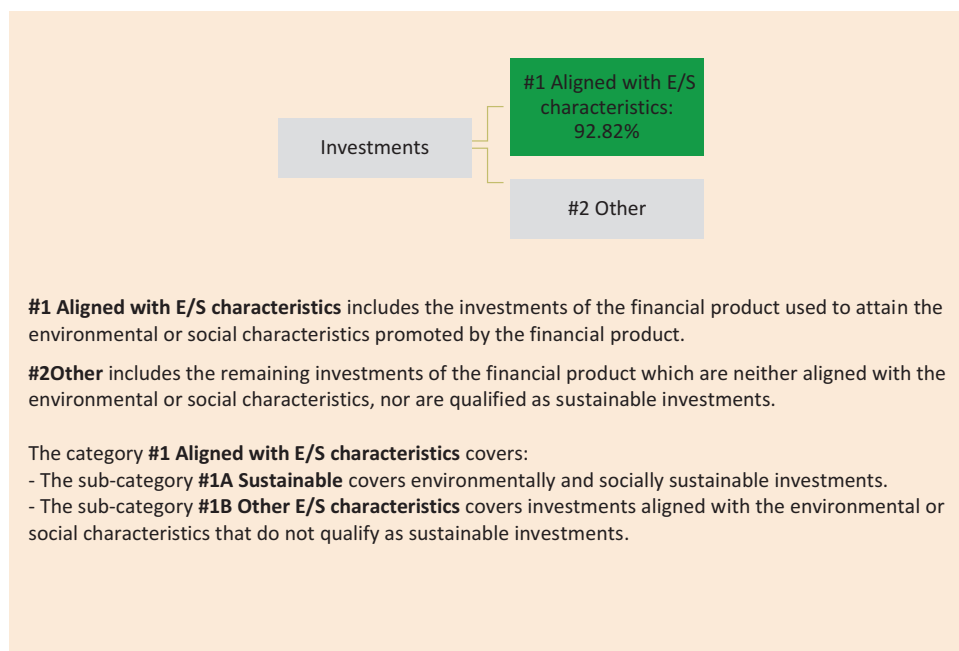 #1 Aligned with E/S
characteristics:
92.82%
Investments
#2 Other
#1 Aligned with E/S characteristics includes the investments of the financial product used to attain the
environmental or social characteristics promoted by the financial product.
#2Other includes the remaining investments of the financial product which are neither aligned with the
environmental or social characteristics, nor are qualified as sustainable investments.
The category #1 Aligned with E/S characteristics covers:
- The sub-category #1A Sustainable covers environmentally and socially sustainable investments.
- The sub-category #1B Other E/S characteristics covers investments aligned with the environmental or
social characteristics that do not qualify as sustainable investments.